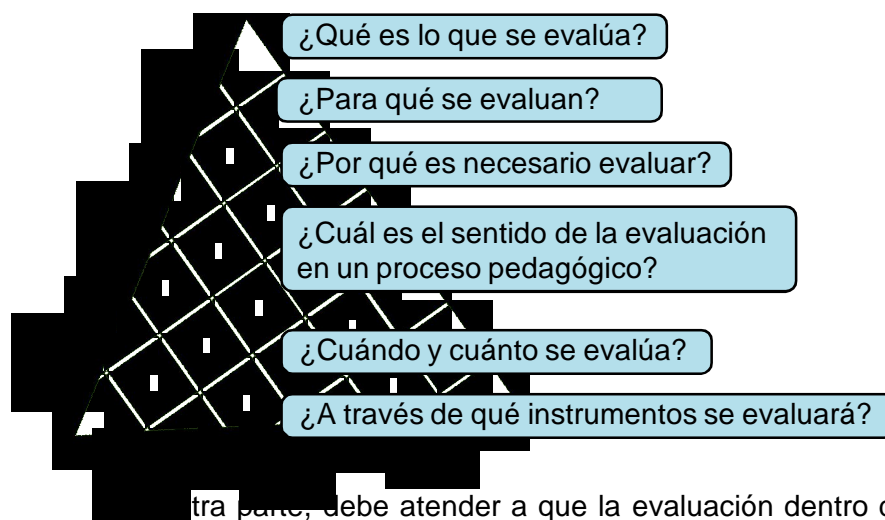 ¿Qué es lo que se evalúa?
¿Para qué se evaluan?
¿Por qué es necesario evaluar?
¿Cuál es el sentido de la evaluación
en un proceso pedagógico?
¿Cuándo y cuánto se evalúa?
¿A través de qué instrumentos se evaluará?
tra parte, debe atender a que la evaluación dentro